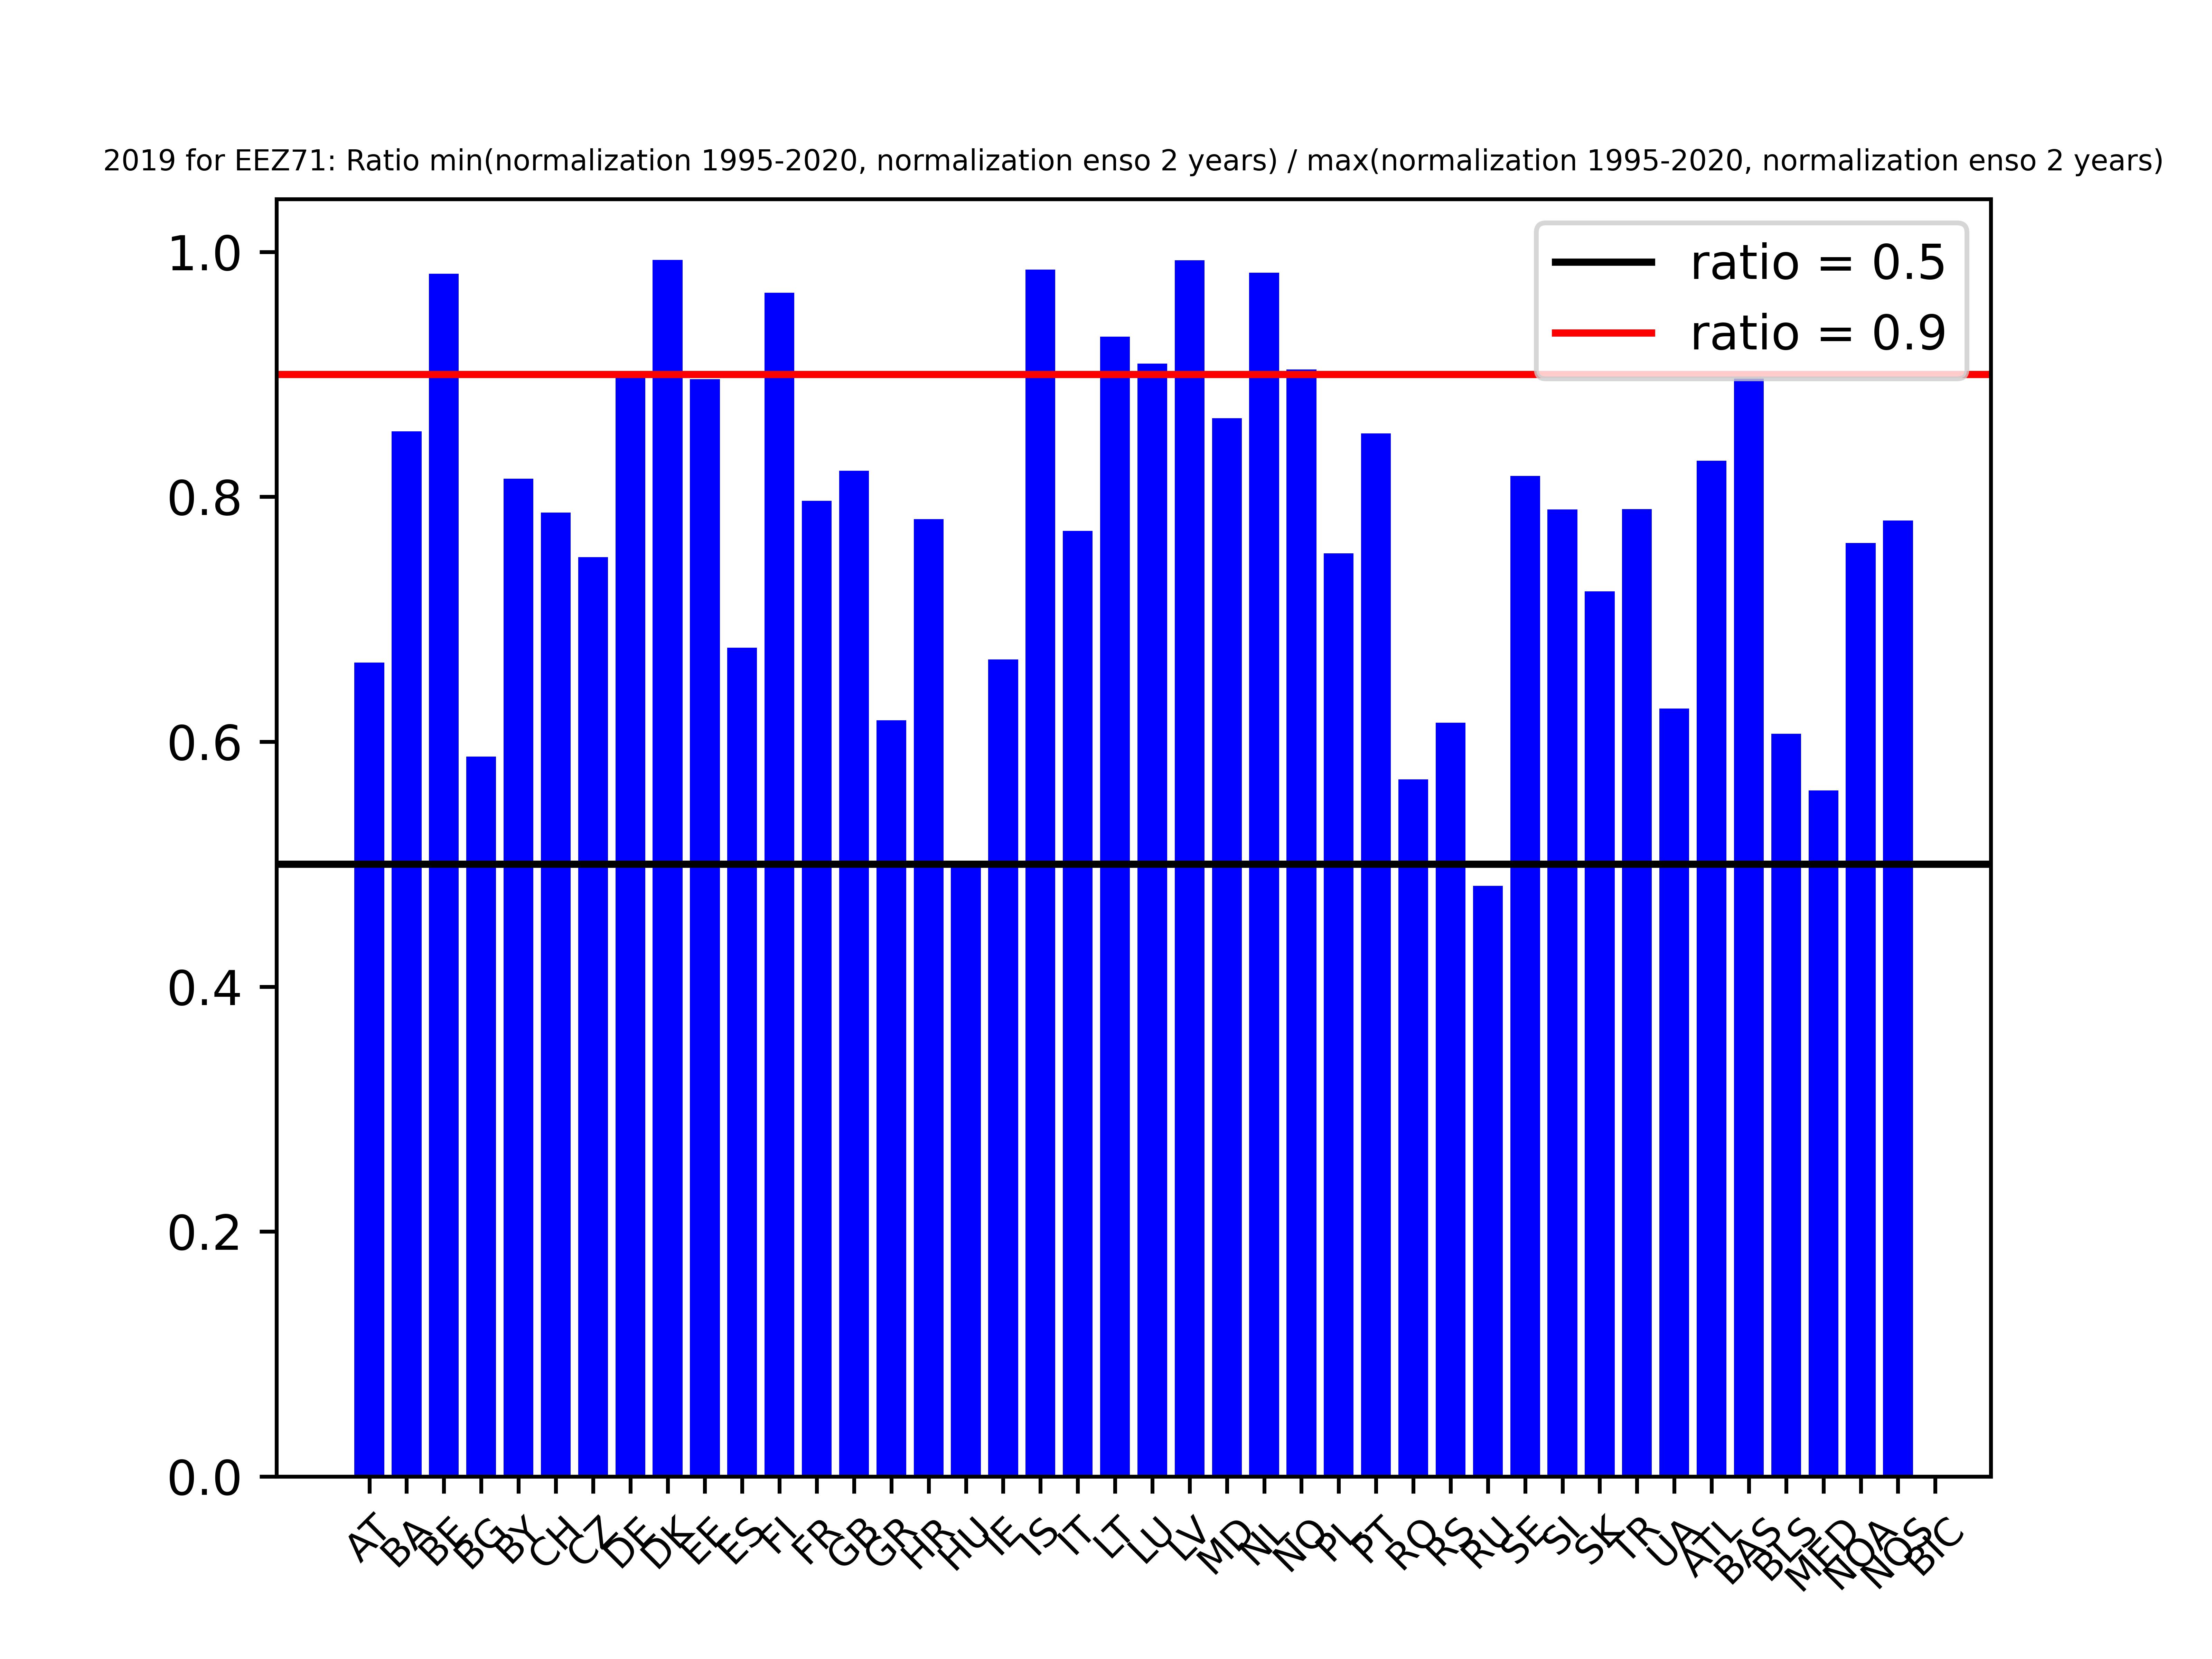 2019 for EEZ71: Ratio min(normalization 1995-2020, normalization enso 2 years) / max(normalization 1995-2020, normalization enso 2 years)
ratio = 0.5
ratio = 0.9
1.0
0.8
0.6
0.4
0.2
0.0
AT BA BE BG BY CH CZ DE DK EE ES FI FR GB GR HR HU IE IS IT LT LU LV MD NL NO PL PT RO RS RU SE SI SK TR UA ATL BAS BLS MED NOA NOS BIC